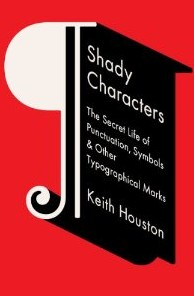 ¶
Shady
Characters
The Secret Life of
Punctuation, Symbols
& Other
Typographical Marks
Keith Houston